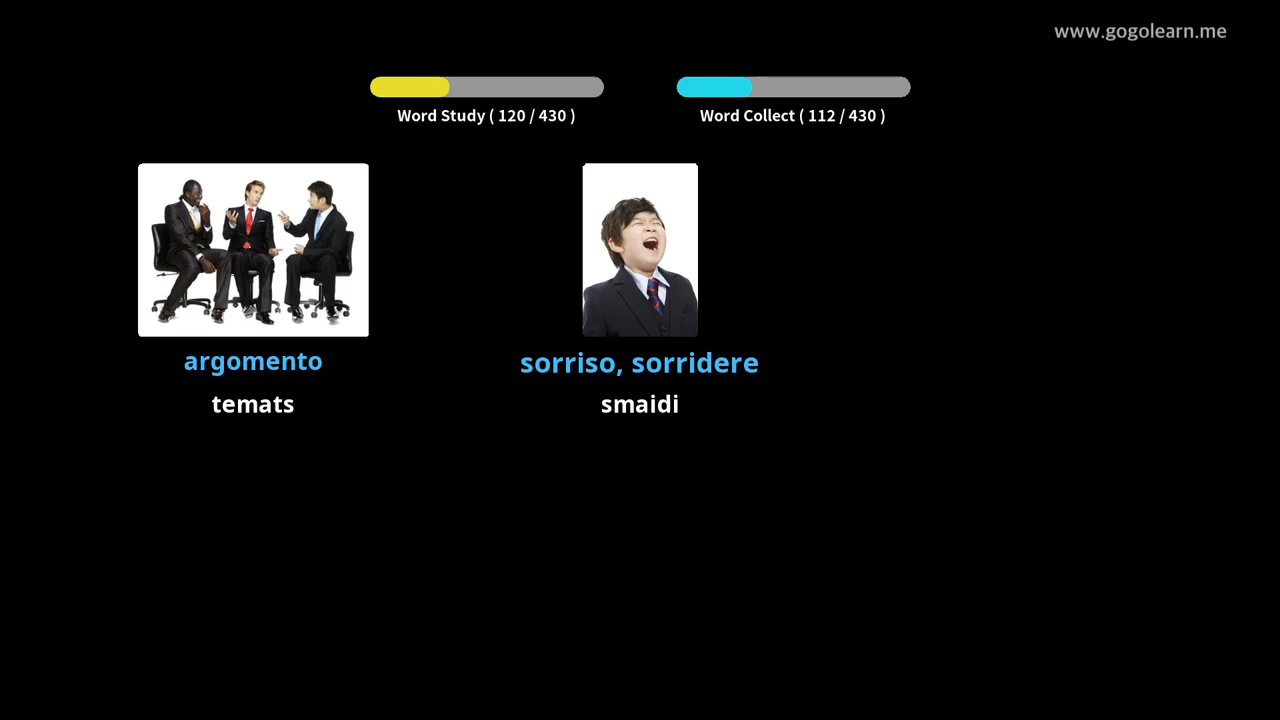 www.gogolearn.me
Word Study ( 120 / 430 )
Word Collect ( 112 / 430 )
argomento
temats
sorriso, sorridere
smaidi